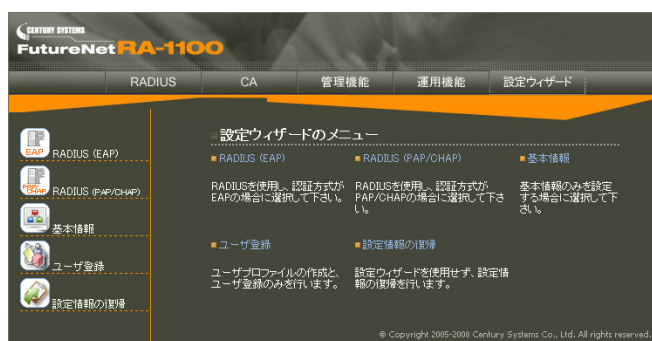 CENTURY SYSTEMS
FutureNet RA-1100
RADIUS CA 管理機能 運用機能 設定ウィザード
EAP RADIUS (EAP)
PAP/CHAP RADIUS (PAP/CHAP)
基本情報
ユーザ登録
設定情報の復帰
設定ウィザードのメニュー
RADIUS (EAP)
RADIUSを使用し、認証方式が
EAPの場合に選択して下さい。
RADIUS (PAP/CHAP)
RADIUSを使用し、認証方式が
PAP/CHAPの場合に選択して下さ
い。
基本情報
基本情報のみを設定
する場合に選択して下
さい。
ユーザ登録
ユーザプロファイルの作成と、
ユーザ登録のみを行います。
設定情報の復帰
設定ウィザードを使用せず、設定情
報の復帰を行います。
© Copyright 2005-2008 Century Systems Co., Ltd. All rights reserved.